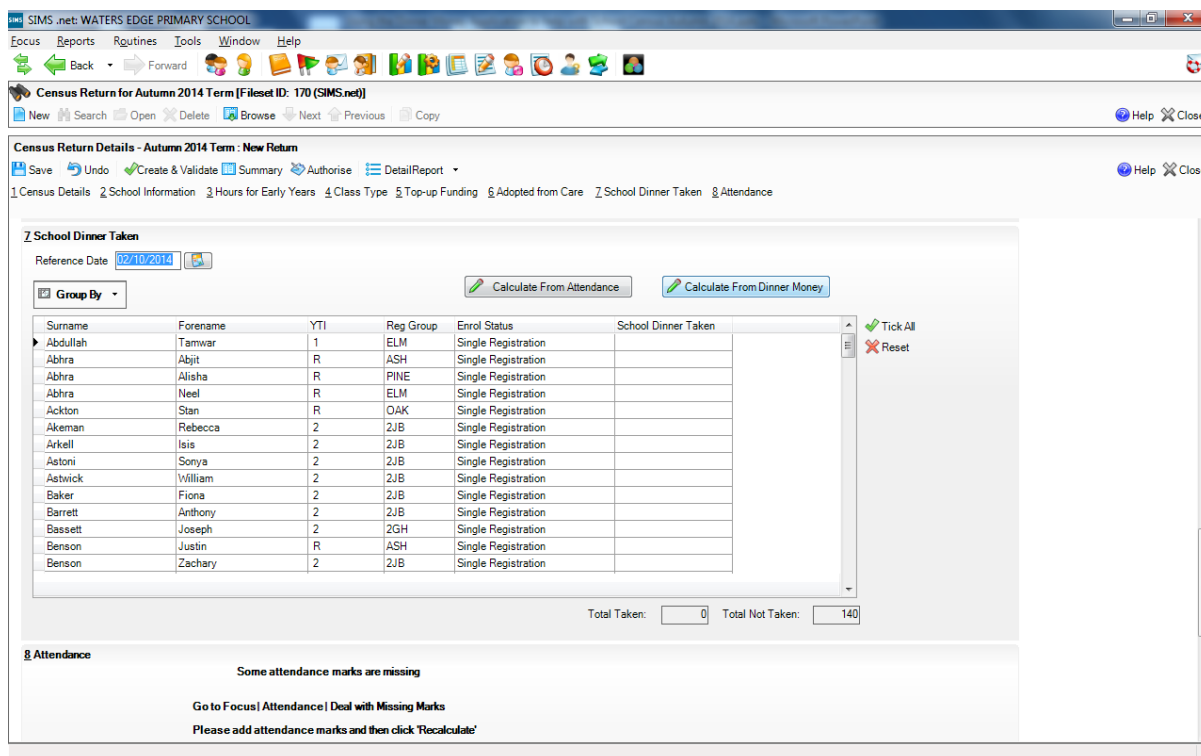 SIMS SIMS .net: WATERS EDGE PRIMARY SCHOOL
Focus Reports Routines Tools Window Help
Back Forward
Census Return for Autumn 2014 Term [Fileset ID: 170 (SIMS.net)]
New Search Open Delete Browse Next Previous Copy Help Close
Census Return Details - Autumn 2014 Term : New Return
Save Undo Create & Validate Summary Authorise DetailReport Help Clos
1 Census Details 2 School Information 3 Hours for Early Years 4 Class Type 5 Top-up Funding 6 Adopted from Care 7 School Dinner Taken 8 Attendance
7 School Dinner Taken
Reference Date 02/10/2014
Group By Calculate From Attendance Calculate From Dinner Money
Surname Forename YTI Reg Group Enrol Status School Dinner Taken Tick All
Abdullah Tamwar 1 ELM Single Registration
Abhra Abjit R ASH Single Registration Reset
Abhra Alisha R PINE Single Registration
Abhra Neel R ELM Single Registration
Ackton Stan R OAK Single Registration
Akeman Rebecca 2 2JB Single Registration
Arkell Isis 2 2JB Single Registration
Astoni Sonya 2 2JB Single Registration
Astwick William 2 2JB Single Registration
Baker Fiona 2 2JB Single Registration
Barrett Anthony 2 2JB Single Registration
Bassett Joseph 2 2GH Single Registration
Benson Justin R ASH Single Registration
Benson Zachary 2 2JB Single Registration
Total Taken: 0 Total Not Taken: 140
8 Attendance
Some attendance marks are missing
Go to Focus| Attendance| Deal with Missing Marks
Please add attendance marks and then click 'Recalculate'